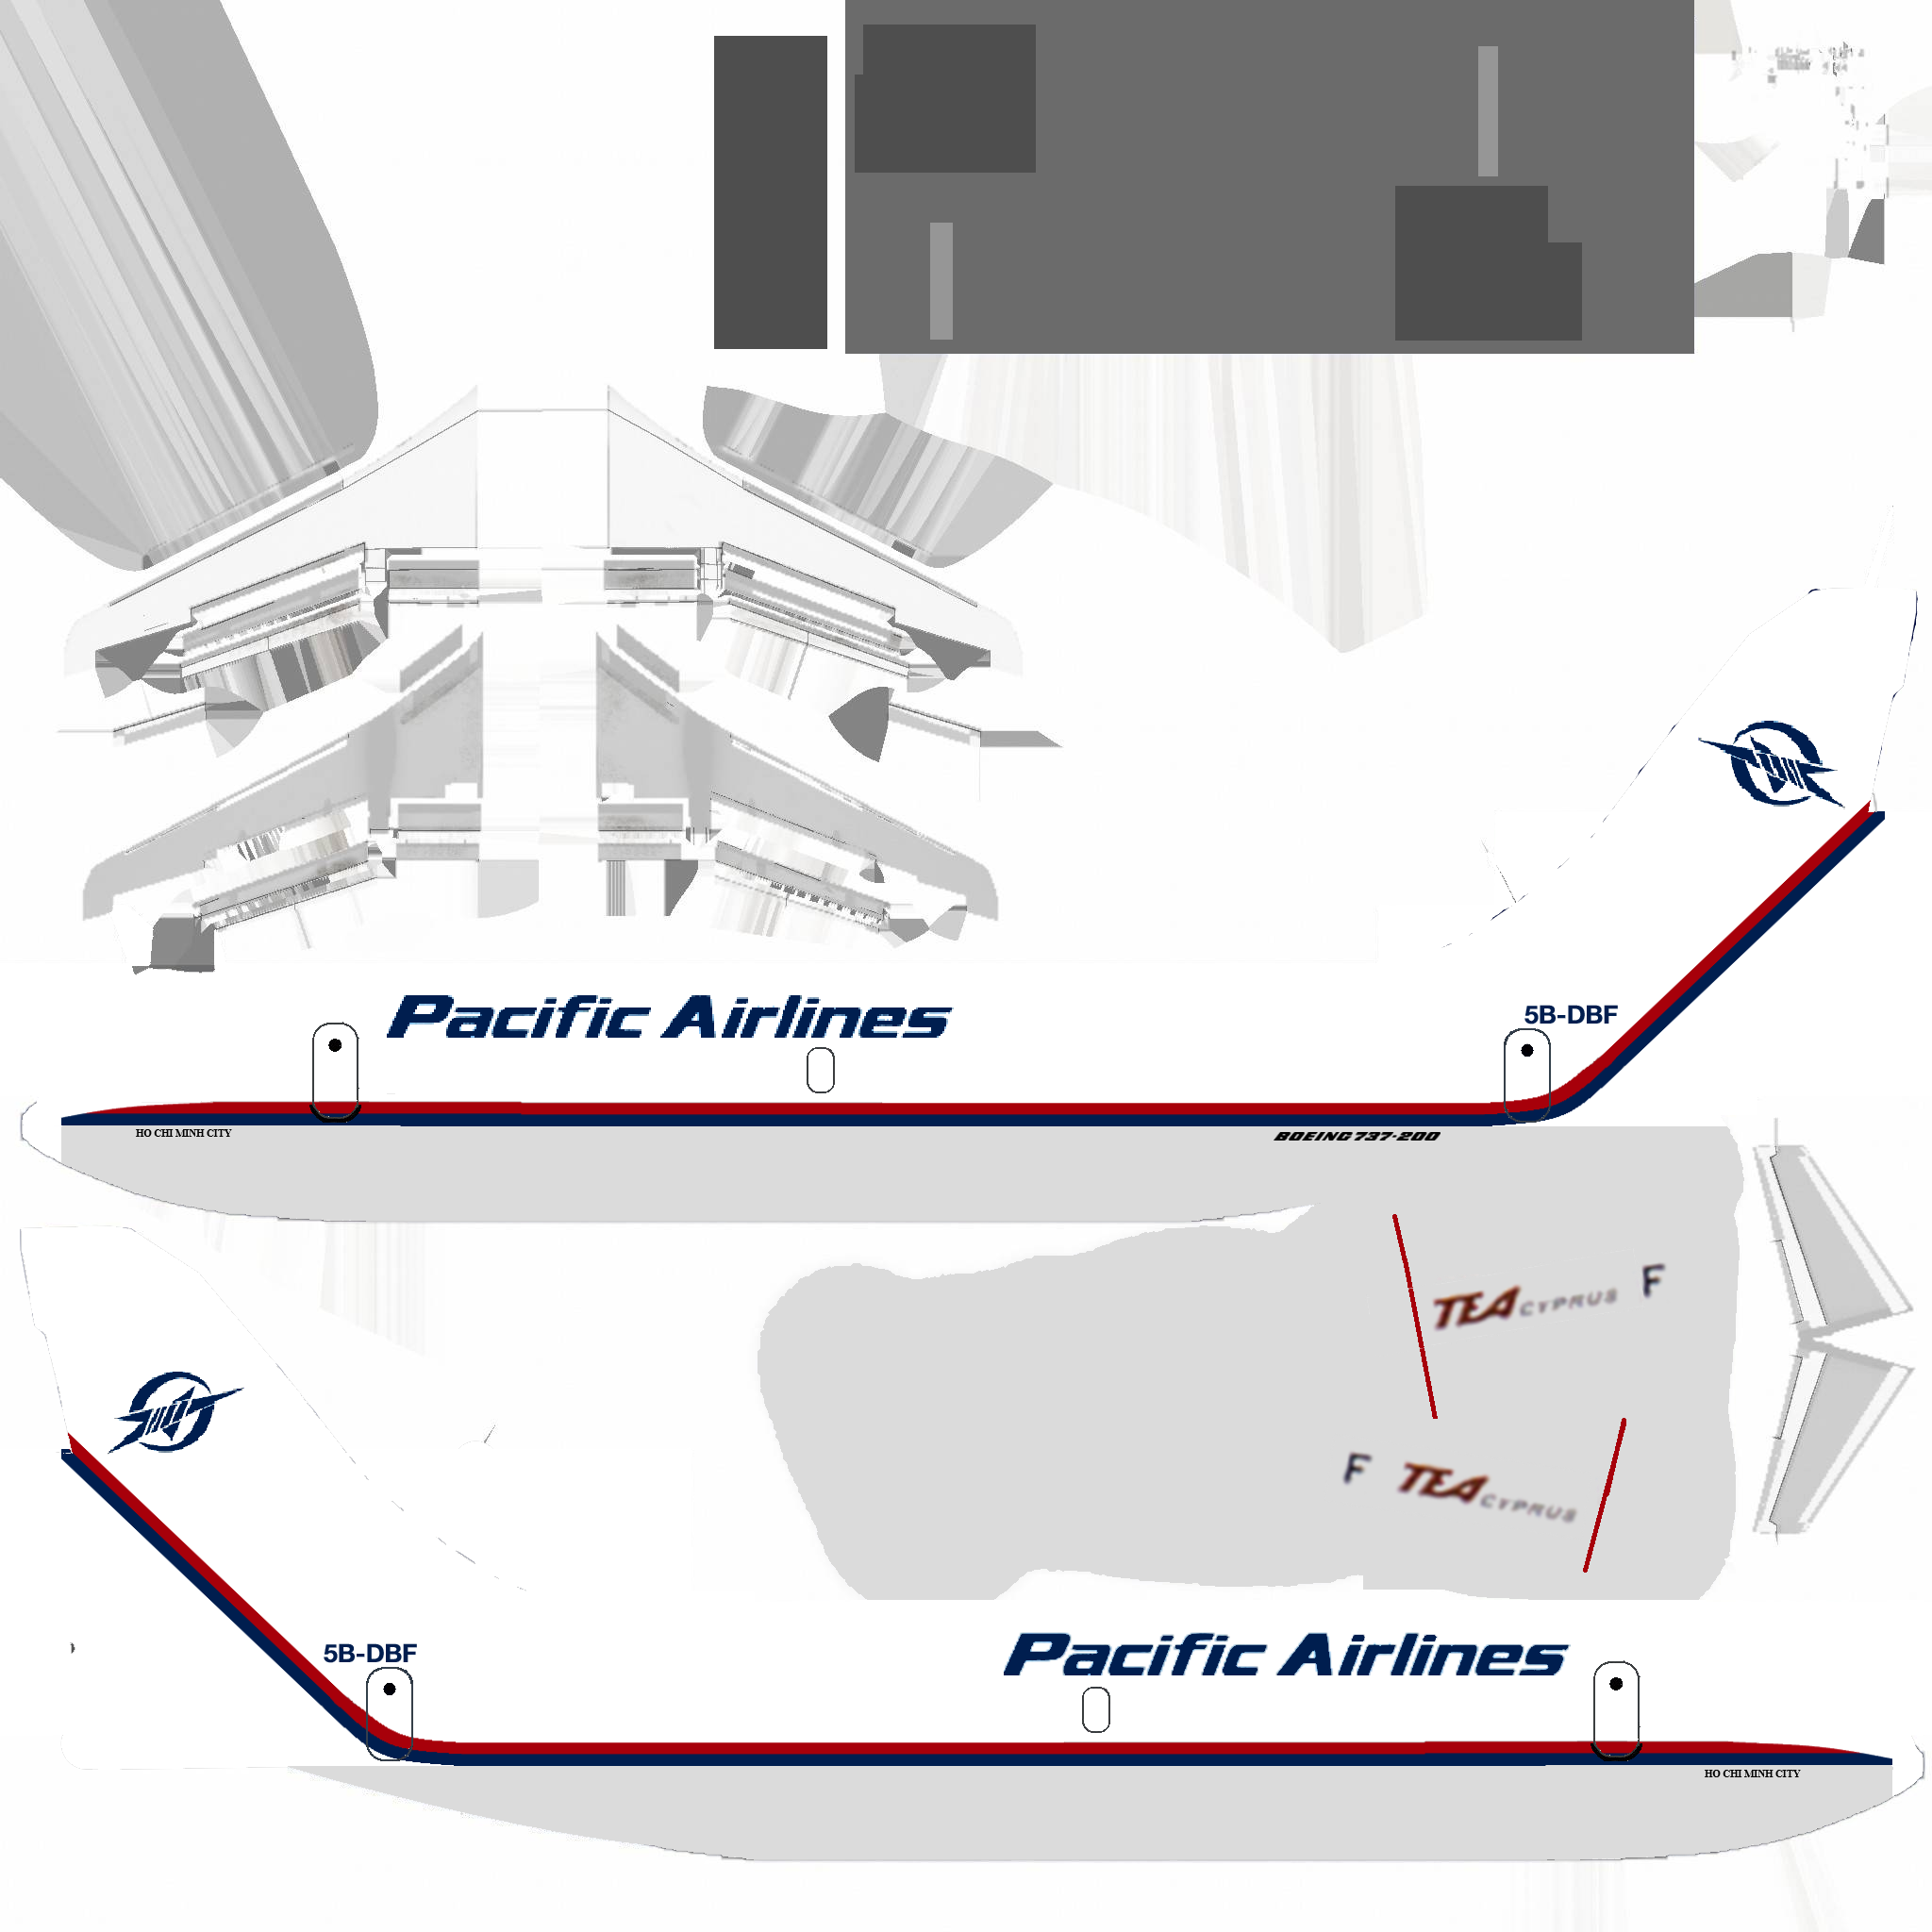 Pacific Airlines
5B-DBF
HO CHI MINH CITY
BOEING 737-200
TEA CYPRUS F
F TEA CYPRUS
5B-DBF
Pacific Airlines
HO CHI MINH CITY